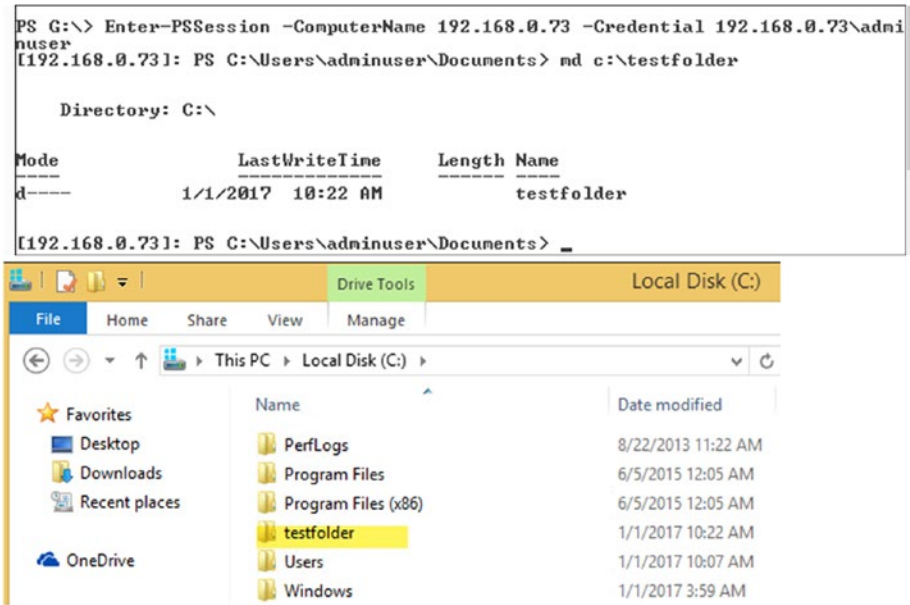 PS G:\> Enter-PSSession -ComputerName 192.168.0.73 -Credential 192.168.0.73\admi
nuser
[192.168.0.73]: PS C:\Users\adminuser\Documents> md c:\testfolder
Directory: C:\
Mode LastWriteTime Length Name
---- ------------- ------ ----
d---- 1/1/2017 10:22 AM testfolder
[192.168.0.73]: PS C:\Users\adminuser\Documents> _
Drive Tools Local Disk (C:)
File Home Share View Manage
This PC Local Disk (C:)
Favorites
Desktop
Downloads
Recent places
OneDrive
Name Date modified
PerfLogs 8/22/2013 11:22 AM
Program Files 6/5/2015 12:05 AM
Program Files (x86) 6/5/2015 12:05 AM
testfolder 1/1/2017 10:22 AM
Users 1/1/2017 10:07 AM
Windows 1/1/2017 3:59 AM